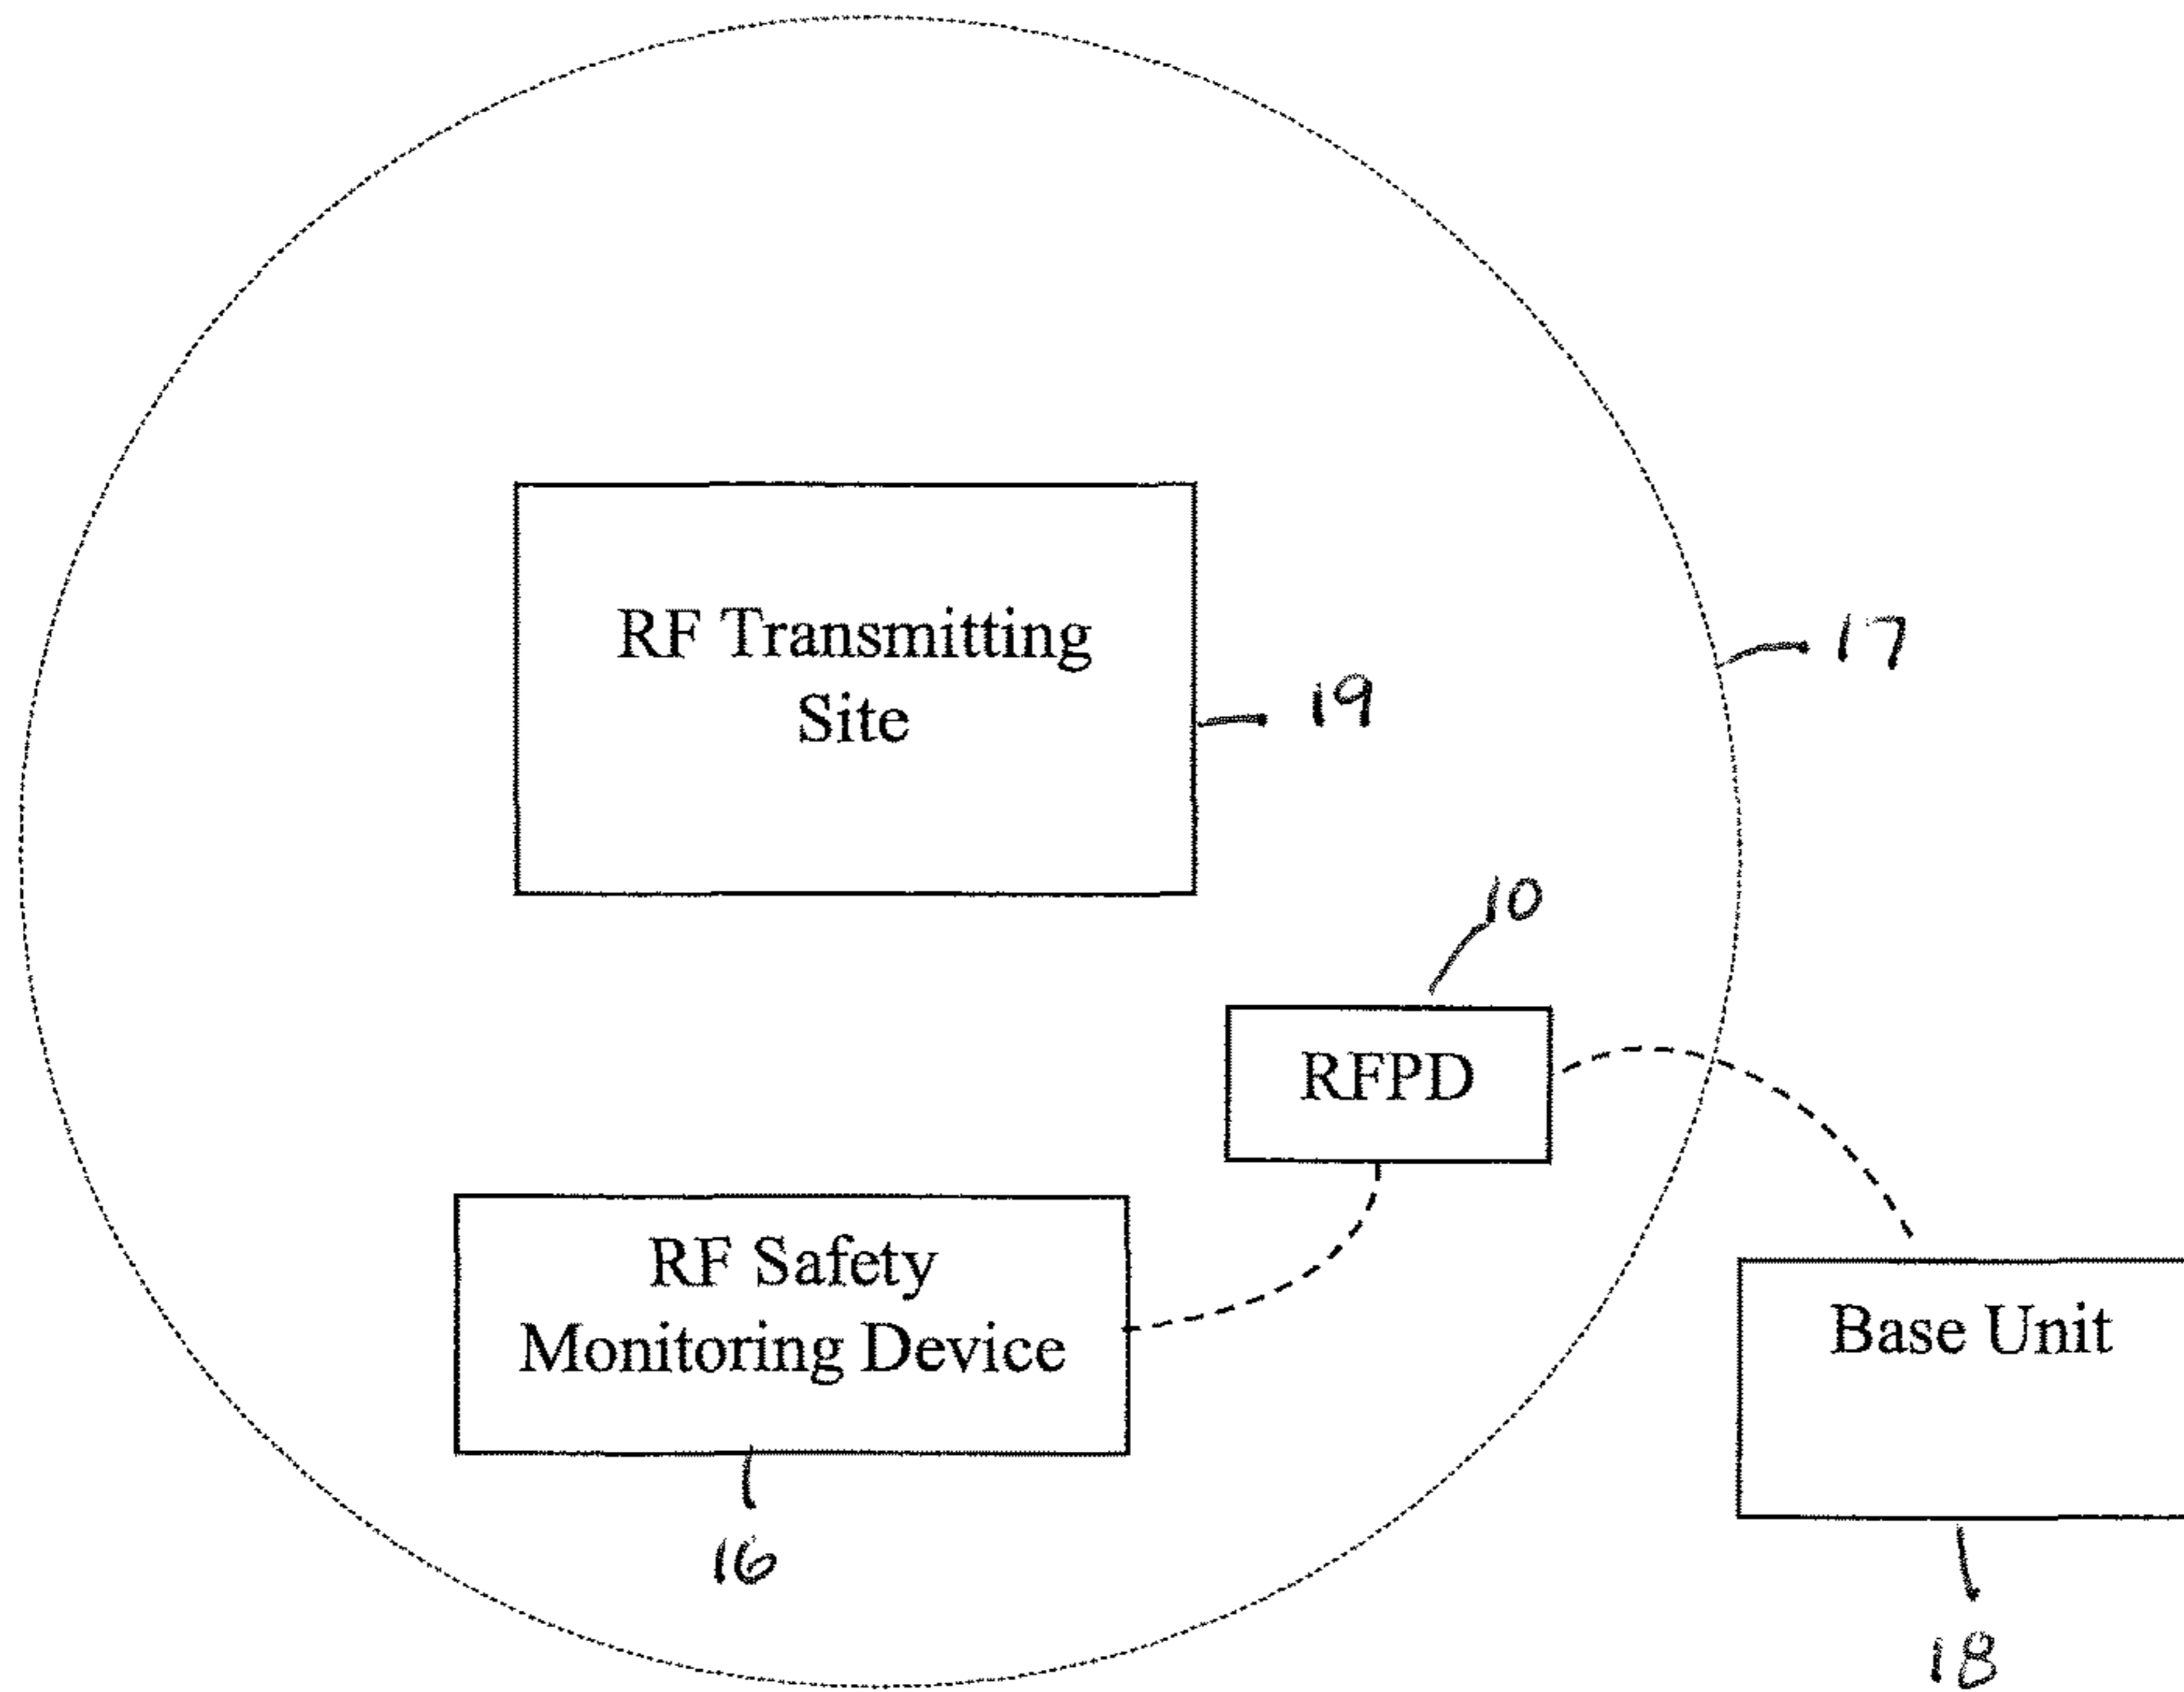 RF Transmitting
Site
17
19
10
RFPD
RF Safety
Monitoring Device
Base Unit
16
18